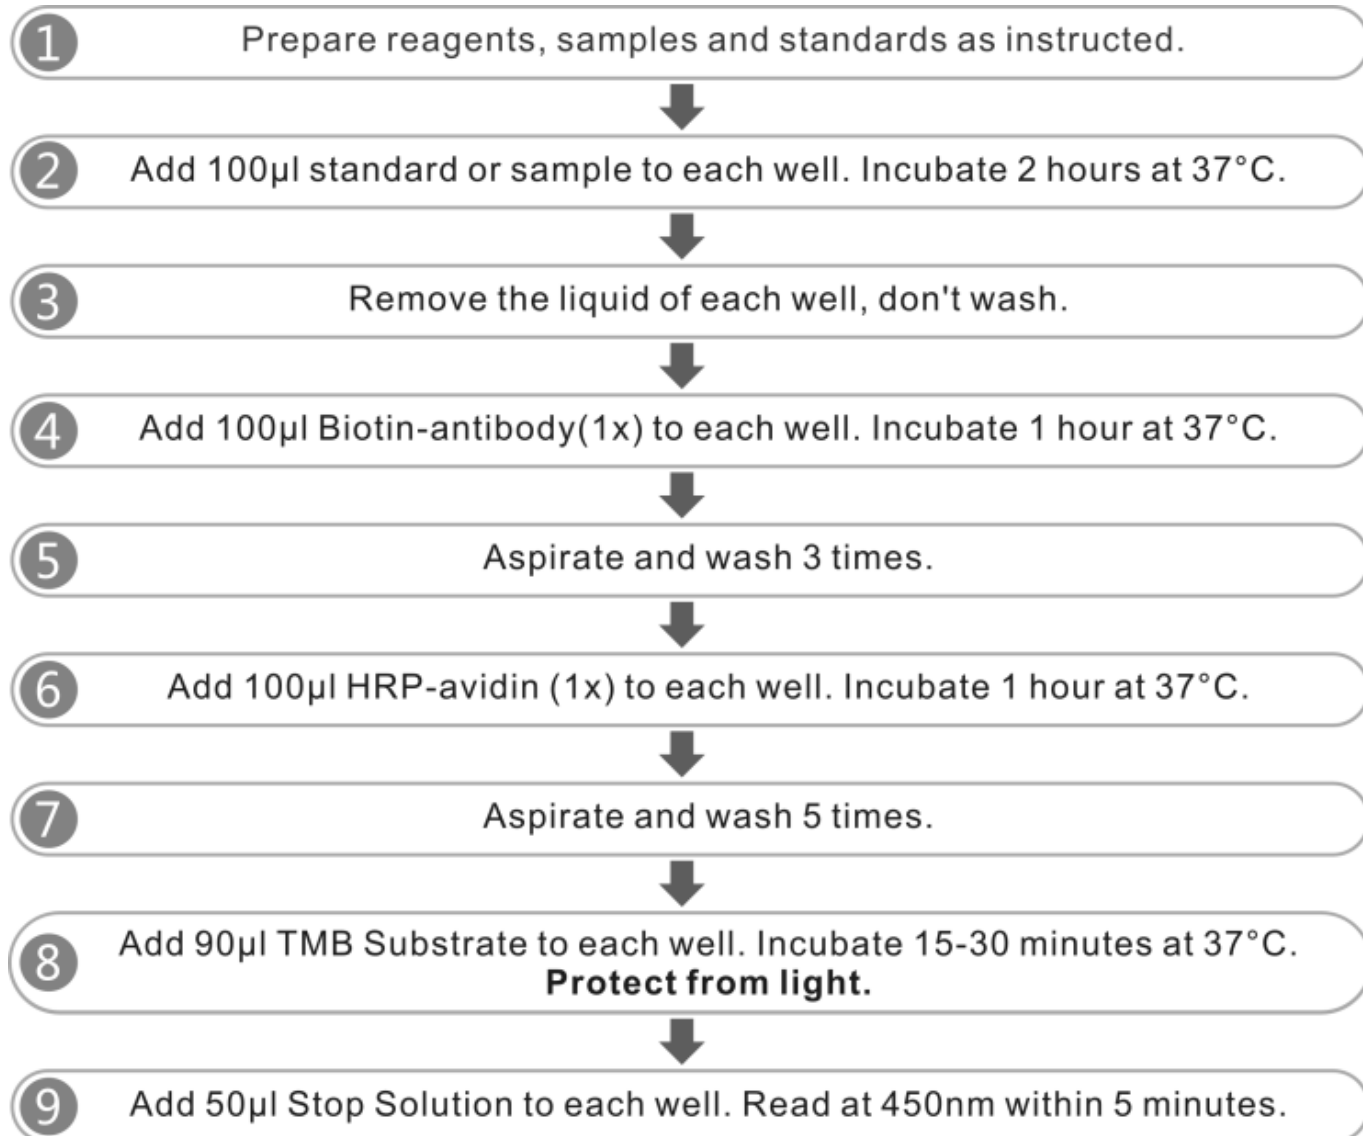 1 Prepare reagents, samples and standards as instructed.
2 Add 100µl standard or sample to each well. Incubate 2 hours at 37°C.
3 Remove the liquid of each well, don't wash.
4 Add 100µl Biotin-antibody(1x) to each well. Incubate 1 hour at 37°C.
5 Aspirate and wash 3 times.
6 Add 100µl HRP-avidin (1x) to each well. Incubate 1 hour at 37°C.
7 Aspirate and wash 5 times.
8 Add 90µl TMB Substrate to each well. Incubate 15-30 minutes at 37°C.
Protect from light.
9 Add 50µl Stop Solution to each well. Read at 450nm within 5 minutes.